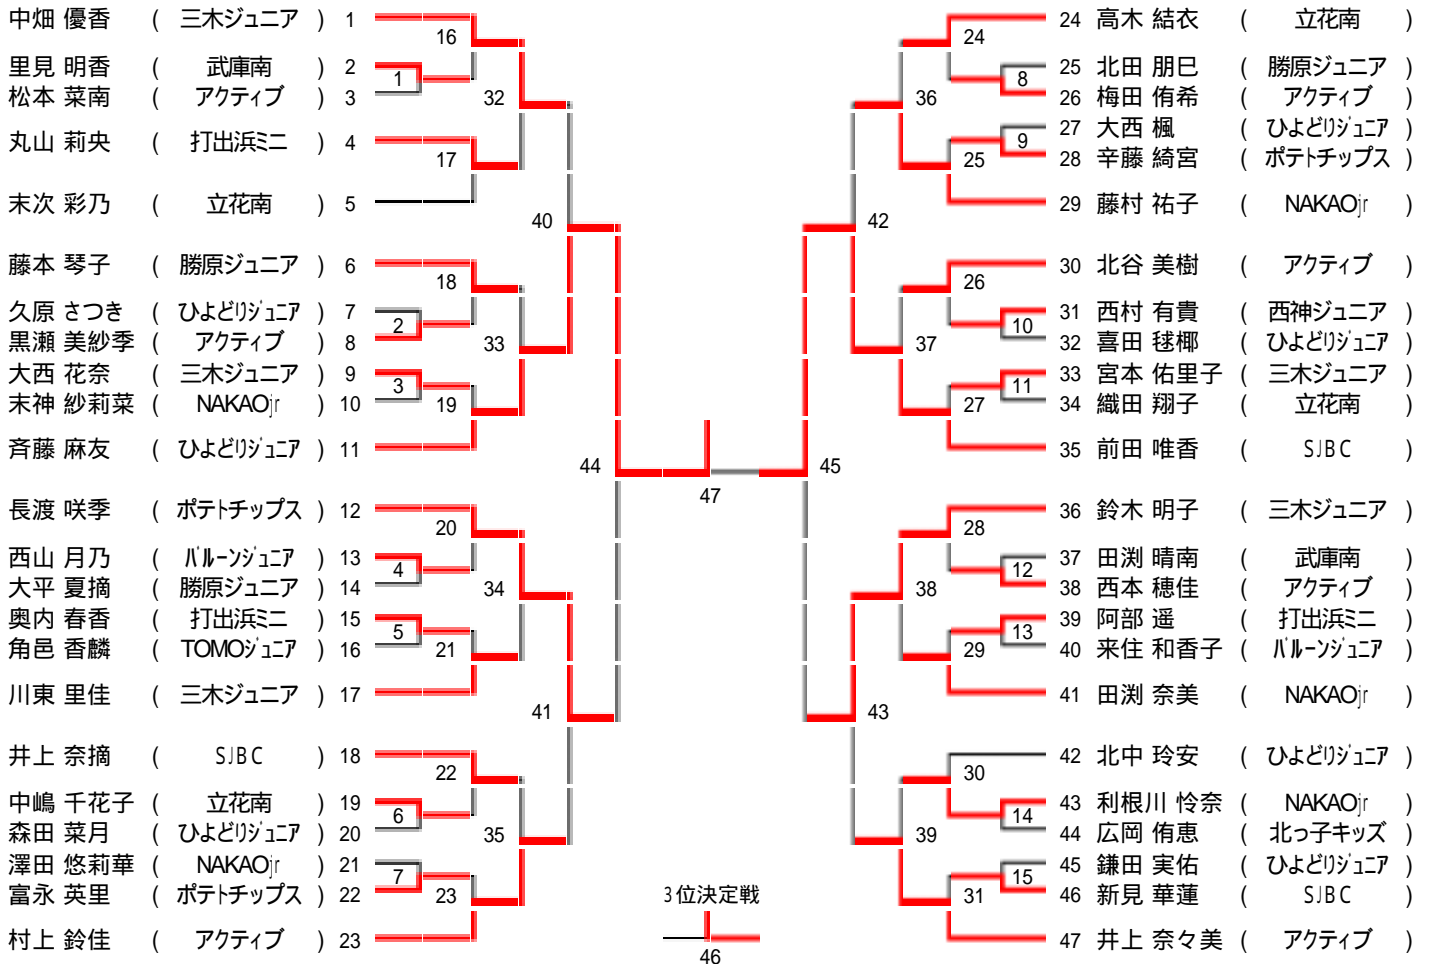 中畑 優香 ( 三木ジュニア ) 1
里見 明香 ( 武庫南 ) 2
松本 菜南 ( アクティブ ) 3
丸山 莉央 ( 打出浜ミニ ) 4
末次 彩乃 ( 立花南 ) 5
藤本 琴子 ( 勝原ジュニア ) 6
久原 さつき ( ひよどりジュニア ) 7
黒瀬 美紗季 ( アクティブ ) 8
大西 花奈 ( 三木ジュニア ) 9
末神 紗莉菜 ( NAKAOjr ) 10
斉藤 麻友 ( ひよどりジュニア ) 11
長渡 咲季 ( ポテトチップス ) 12
西山 月乃 ( バルーンジュニア ) 13
大平 夏摘 ( 勝原ジュニア ) 14
奥内 春香 ( 打出浜ミニ ) 15
角邑 香麟 ( TOMOジュニア ) 16
川東 里佳 ( 三木ジュニア ) 17
井上 奈摘 ( SJBC ) 18
中嶋 千花子 ( 立花南 ) 19
森田 菜月 ( ひよどりジュニア ) 20
澤田 悠莉華 ( NAKAOjr ) 21
富永 英里 ( ポテトチップス ) 22
村上 鈴佳 ( アクティブ ) 23
16
1
17
18
2
3
19
20
4
5
21
22
6
7
23
32
33
34
35
40
41
44
47
45
42
43
36
37
38
39
24
8
9
25
26
10
11
27
28
12
13
29
30
14
15
31
3位決定戦
46
24 高木 結衣 ( 立花南 )
25 北田 朋巳 ( 勝原ジュニア )
26 梅田 侑希 ( アクティブ )
27 大西 楓 ( ひよどりジュニア )
28 辛藤 綺宮 ( ポテトチップス )
29 藤村 祐子 ( NAKAOjr )
30 北谷 美樹 ( アクティブ )
31 西村 有貴 ( 西神ジュニア )
32 喜田 毬椰 ( ひよどりジュニア )
33 宮本 佑里子 ( 三木ジュニア )
34 織田 翔子 ( 立花南 )
35 前田 唯香 ( SJBC )
36 鈴木 明子 ( 三木ジュニア )
37 田渕 晴南 ( 武庫南 )
38 西本 穂佳 ( アクティブ )
39 阿部 遥 ( 打出浜ミニ )
40 来住 和香子 ( バルーンジュニア )
41 田渕 奈美 ( NAKAOjr )
42 北中 玲安 ( ひよどりジュニア )
43 利根川 怜奈 ( NAKAOjr )
44 広岡 侑恵 ( 北っ子キッズ )
45 鎌田 実佑 ( ひよどりジュニア )
46 新見 華蓮 ( SJBC )
47 井上 奈々美 ( アクティブ )